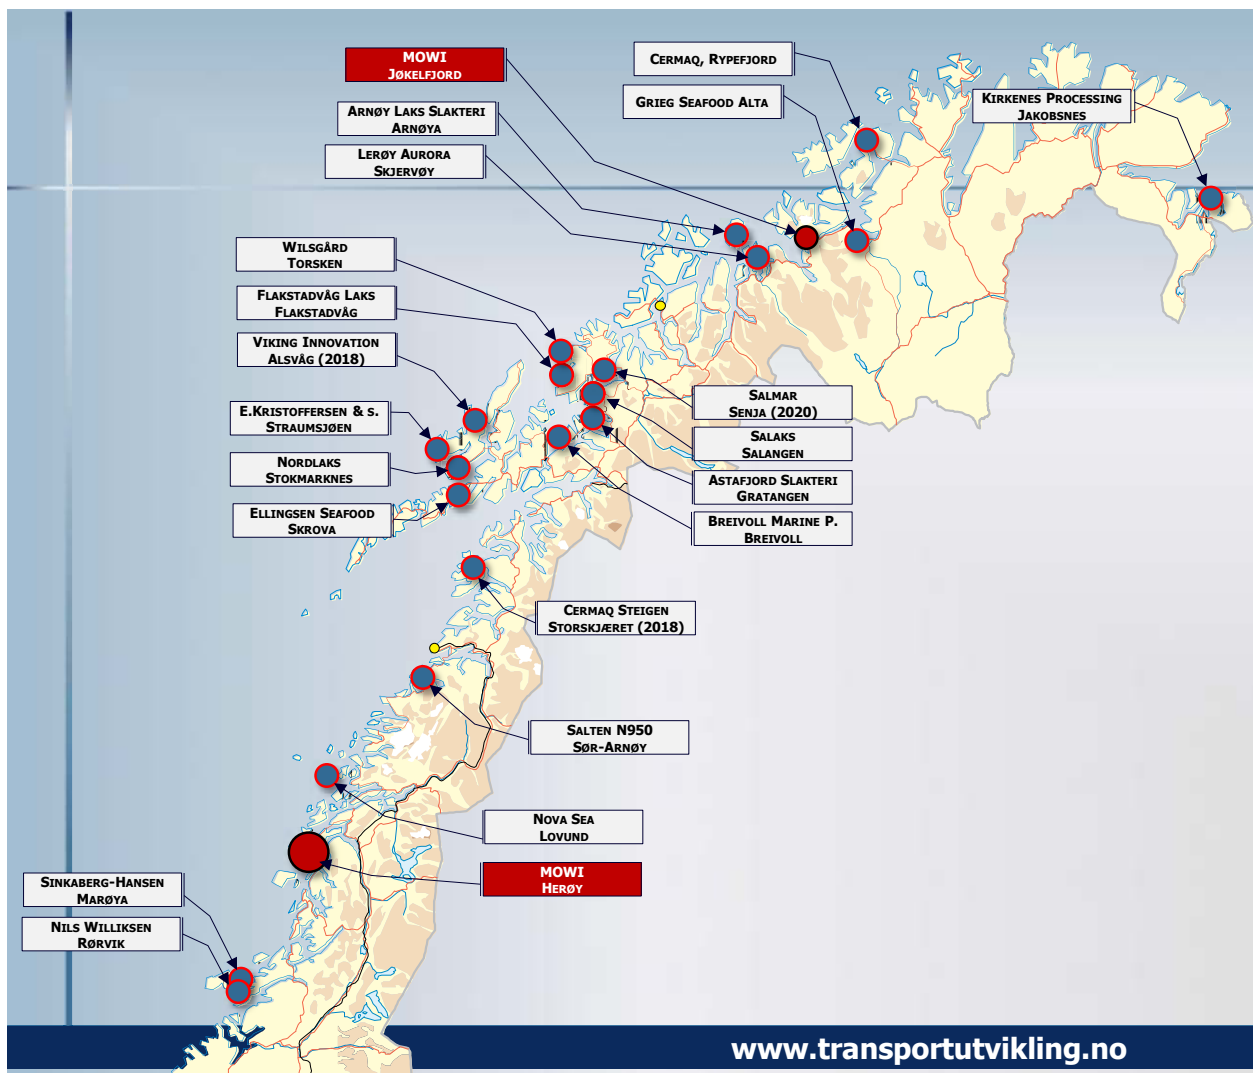 MOWI
JØKELFJORD
CERMAQ, RYPEFJORD
GRIEG SEAFOOD ALTA
KIRKENES PROCESSING
JAKOBSNES
ARNØY LAKS SLAKTERI
ARNØYA
LERØY AURORA
SKJERVØY
WILSGÅRD
TORSKEN
FLAKSTADVÅG LAKS
FLAKSTADVÅG
VIKING INNOVATION
ALSVÅG (2018)
E.KRISTOFFERSEN & S.
STRAUMSJØEN
NORDLAKS
STOKMARKNES
ELLINGSEN SEAFOOD
SKROVA
SALMAR
SENJA (2020)
SALAKS
SALANGEN
ASTAFJORD SLAKTERI
GRATANGEN
BREIVOLL MARINE P.
BREIVOLL
CERMAQ STEIGEN
STORSKJÆRET (2018)
SALTEN N950
SØR-ARNØY
NOVA SEA
LOVUND
MOWI
HERØY
SINKABERG-HANSEN
MARØYA
NILS WILLIKSEN
RØRVIK
www.transportutvikling.no